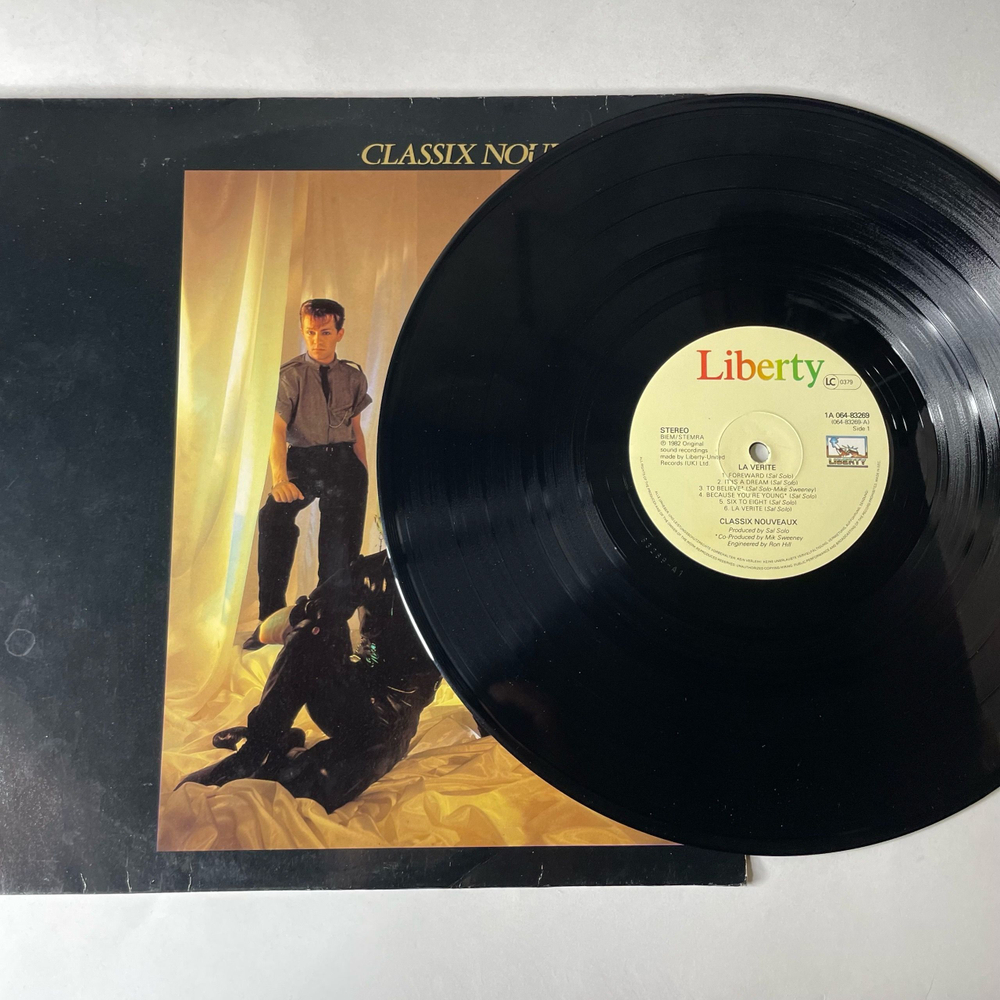 CLASSIX NOU
Liberty
LC 0379
1A 064-83269
(064-83269-A)
Side 1
STEREO
BIEM/STEMRA
℗ 1982 Original
sound recordings
made by Liberty-United
Records (UK) Ltd.
LIBERTY
LA VERITE
1. FOREWARD (Sal Solo)
2. IT IS A DREAM (Sal Solo)
3. TO BELIEVE* (Sal Solo-Mik Sweeney)
4. BECAUSE YOU'RE YOUNG* (Sal Solo)
5. SIX TO EIGHT (Sal Solo)
6. LA VERITE (Sal Solo)
CLASSIX NOUVEAUX
Produced by Sal Solo
*Co-Produced by Mik Sweeney
Engineered by Ron Hill